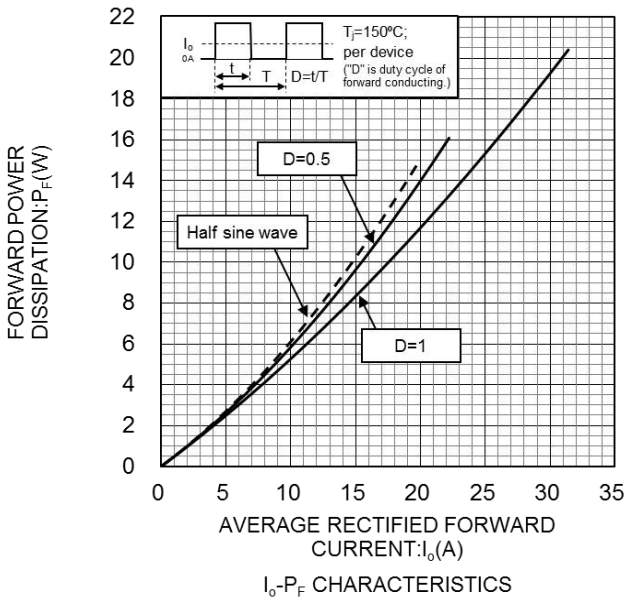 22
20
18
16
14
12
10
8
6
4
2
0
FORWARD POWER
DISSIPATION:PF(W)
Io
0A
t
T
D=t/T
Tj=150ºC;
per device
("D" is duty cycle of
forward conducting.)
D=0.5
Half sine wave
D=1
0 5 10 15 20 25 30 35
AVERAGE RECTIFIED FORWARD
CURRENT:Io(A)
Io-PF CHARACTERISTICS